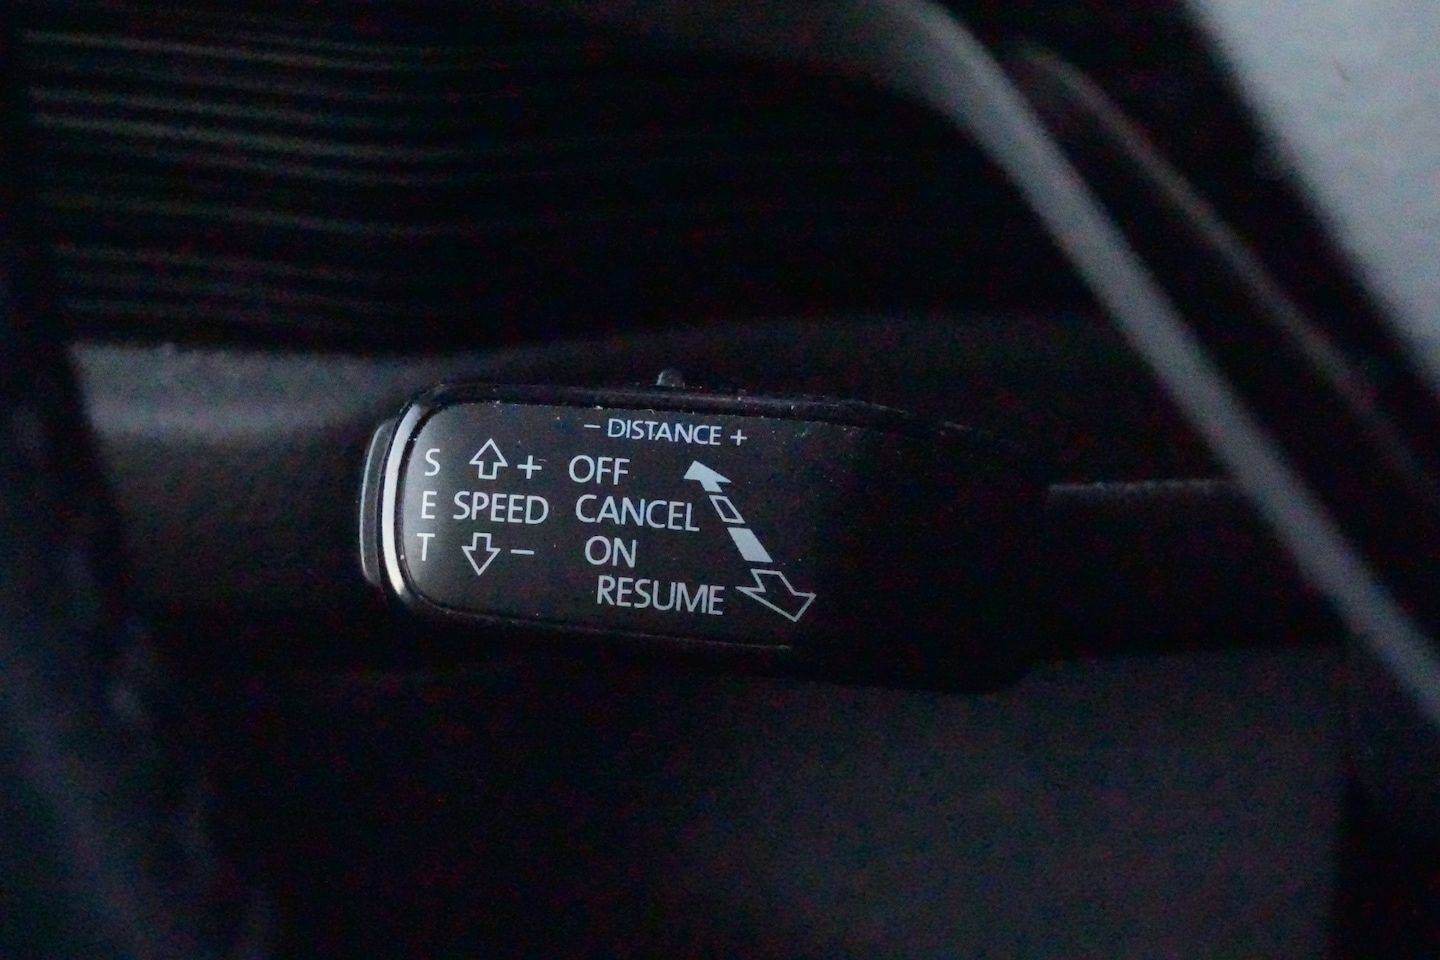 – DISTANCE +
S + OFF
E SPEED CANCEL
T – ON
RESUME